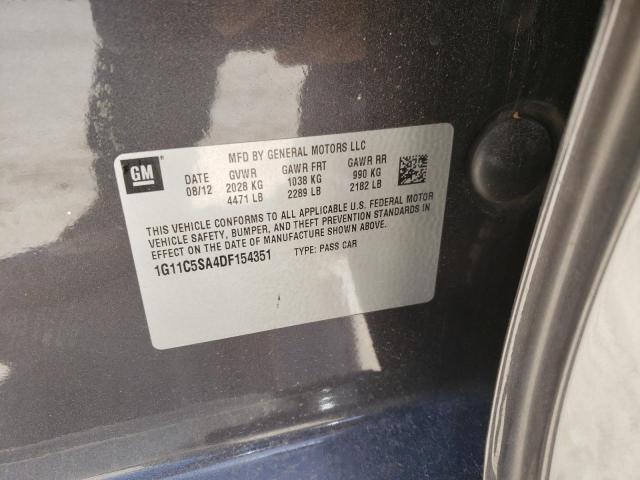 MFD BY GENERAL MOTORS LLC
GM DATE GVWR GAWR FRT GAWR RR
08/12 2028 KG 1038 KG 990 KG
4471 LB 2289 LB 2182 LB
THIS VEHICLE CONFORMS TO ALL APPLICABLE U.S. FEDERAL MOTOR
VEHICLE SAFETY, BUMPER, AND THEFT PREVENTION STANDARDS IN
EFFECT ON THE DATE OF MANUFACTURE SHOWN ABOVE.
1G11C5SA4DF154351 TYPE: PASS CAR